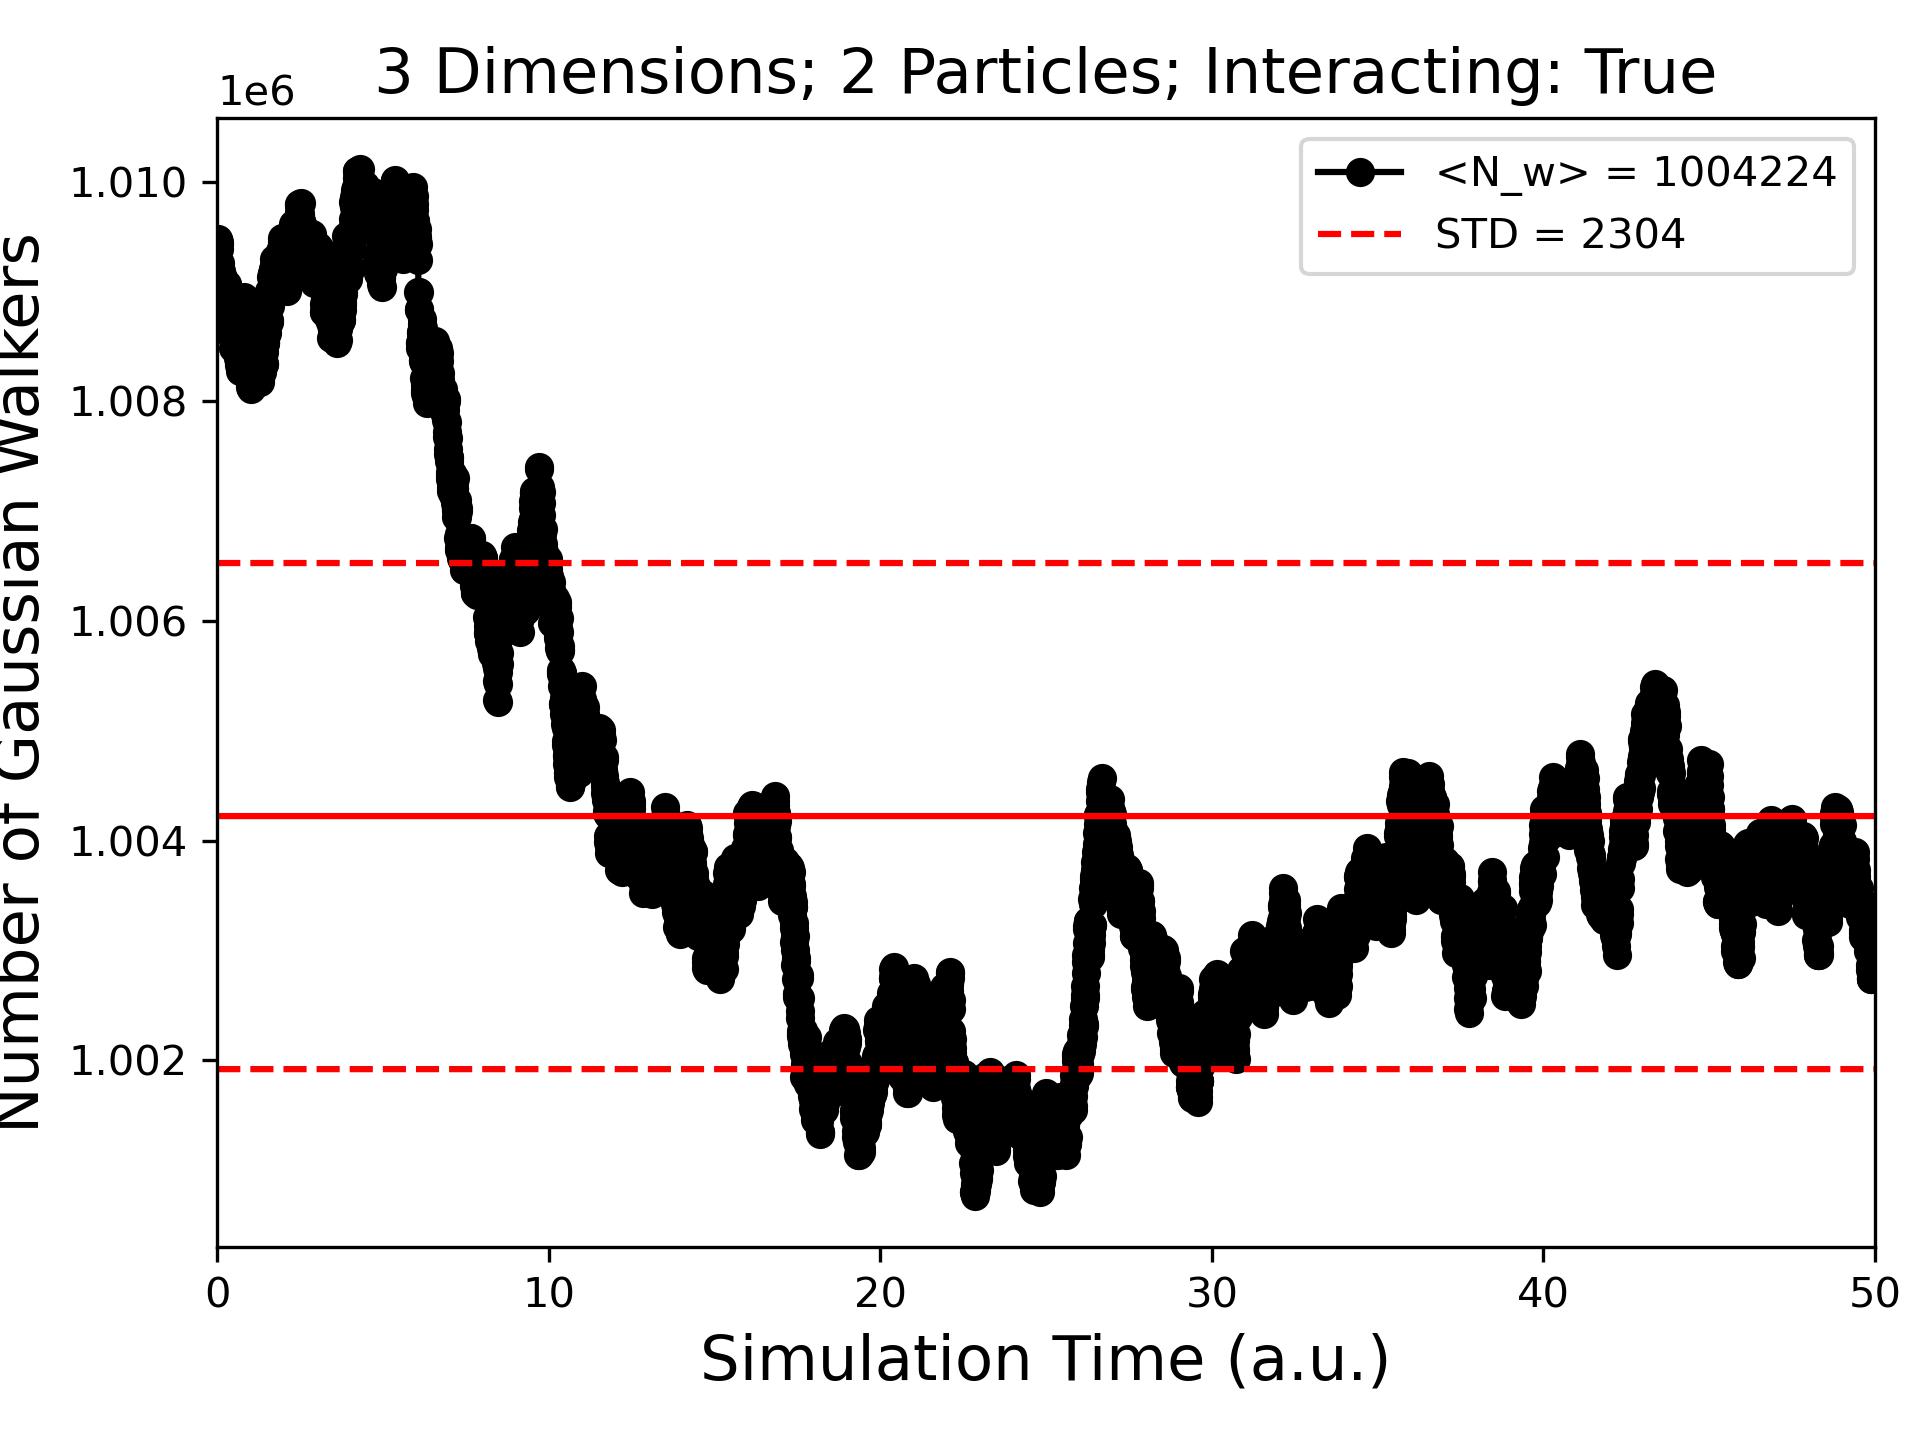 3 Dimensions; 2 Particles; Interacting: True
1e6
<N_w> = 1004224
STD = 2304
1.010
1.008
1.006
1.004
1.002
Number of Gaussian Walkers
0 10 20 30 40 50
Simulation Time (a.u.)